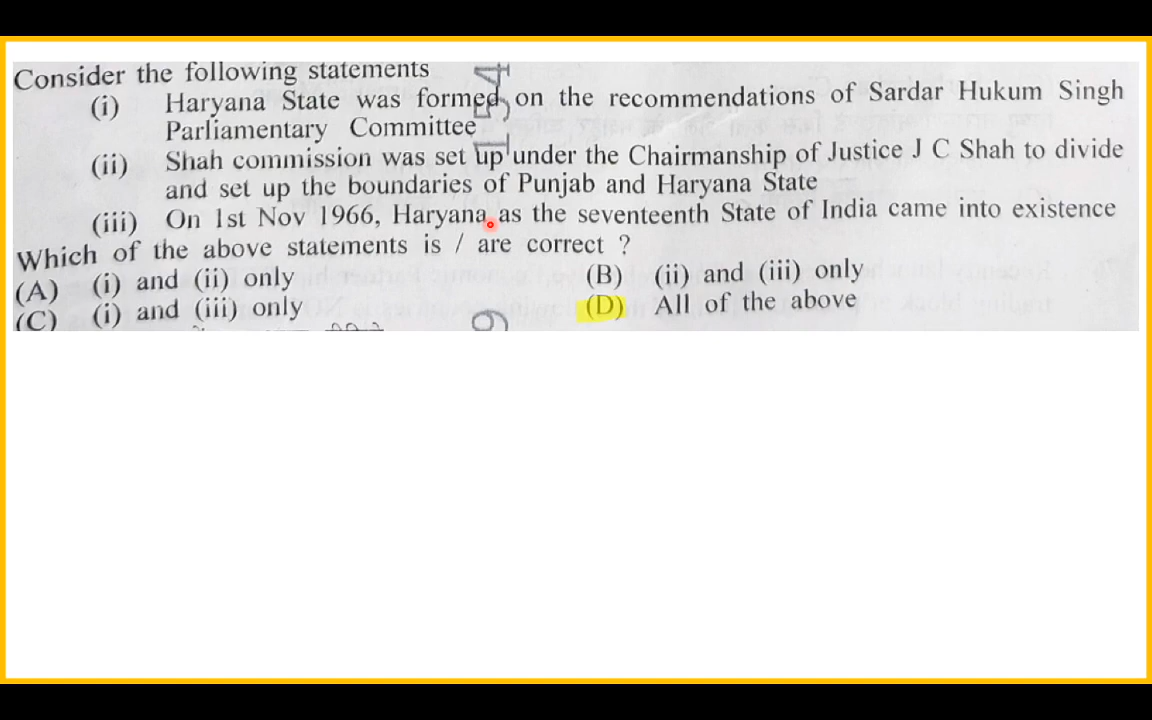 Consider the following statements
(i) Haryana State was formed on the recommendations of Sardar Hukum Singh
Parliamentary Committee
(ii) Shah commission was set up under the Chairmanship of Justice J C Shah to divide
and set up the boundaries of Punjab and Haryana State
(iii) On 1st Nov 1966, Haryana as the seventeenth State of India came into existence
Which of the above statements is / are correct ?
(A) (i) and (ii) only (B) (ii) and (iii) only
(C) (i) and (iii) only (D) All of the above